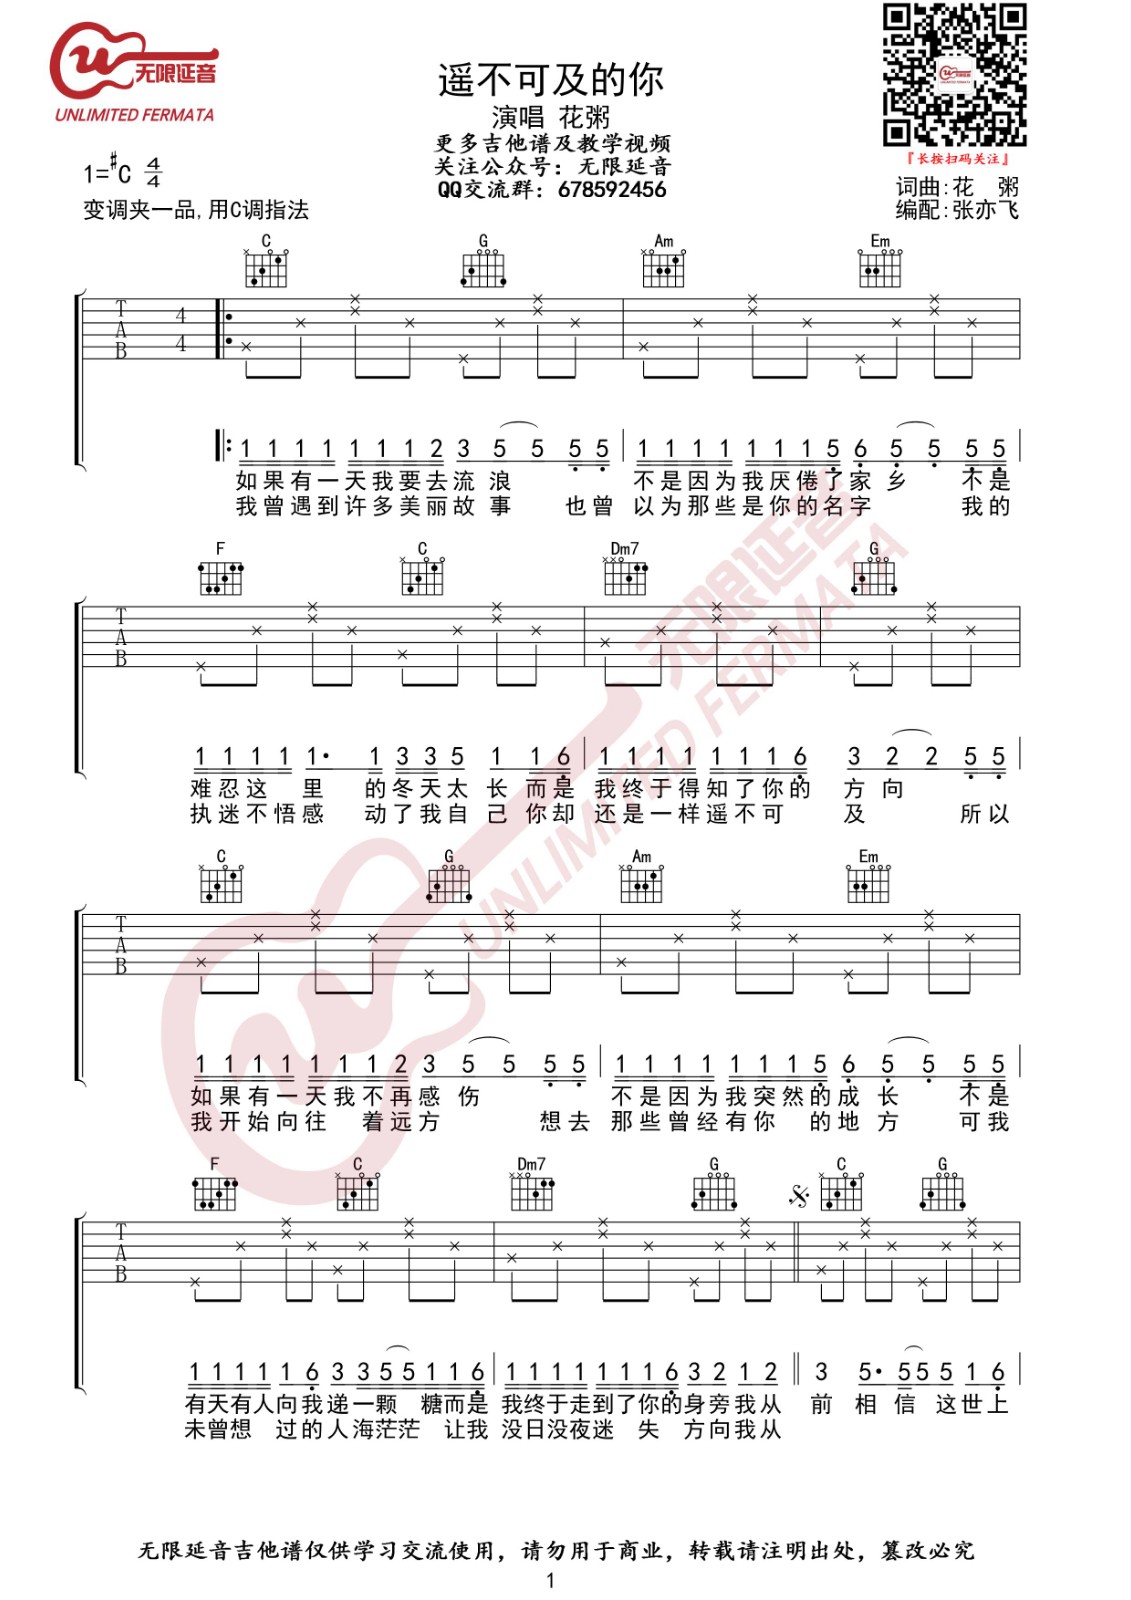 无限延音
UNLIMITED FERMATA
遥不可及的你
演唱 花粥
更多吉他谱及教学视频
关注公众号：无限延音
QQ交流群：678592456
『长按扫码关注』
1=#C 4/4
变调夹一品,用C调指法
词曲:花 粥
编配:张亦飞
C G Am Em
T A B 4 4
1 1 1 1 1 1 1 2 3 5 5 5 5 1 1 1 1 1 1 1 5 6 5 5 5 5
如果有一天我要去流浪 不是因为我厌倦了家乡 不是
我曾遇到许多美丽故事 也曾以为那些是你的名字 我的
F C Dm7 G
T A B
1 1 1 1 1· 1 3 3 5 1 1 6 1 1 1 1 1 1 6 3 2 2 5 5
难忍这里的冬天太长而是我终于得知了你的方向
执迷不悟感动了我自己你却还是一样遥不可及 所以
C G Am Em
T A B
1 1 1 1 1 1 1 2 3 5 5 5 5 1 1 1 1 1 1 1 5 6 5 5 5 5
如果有一天我不再感伤 不是因为我突然的成长 不是
我开始向往着远方 想去那些曾经有你的地方 可我
F C Dm7 G C G
T A B
1 1 1 1 1 6 3 3 5 5 1 1 6 1 1 1 1 1 1 6 3 2 1 2 3 5· 5 5 5 1 6
有天有人向我递一颗糖而是我终于走到了你的身旁我从前相信这世上
未曾想过的人海茫茫让我没日没夜迷失方向我从
无限延音
UNLIMITED FERMATA
无限延音吉他谱仅供学习交流使用，请勿用于商业，转载请注明出处，篡改必究
1